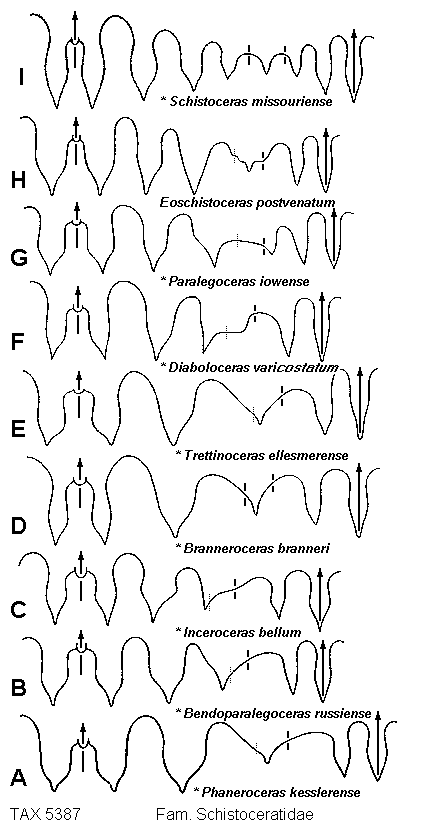 I
* Schistoceras missouriense
H
Eoschistoceras postvenatum
G
* Paralegoceras iowense
F
* Diaboloceras varicostatum
E
* Trettinoceras ellesmerense
D
* Branneroceras branneri
C
* Inceroceras bellum
B
* Bendoparalegoceras russiense
A
* Phaneroceras kesslerense
TAX 5387 Fam. Schistoceratidae